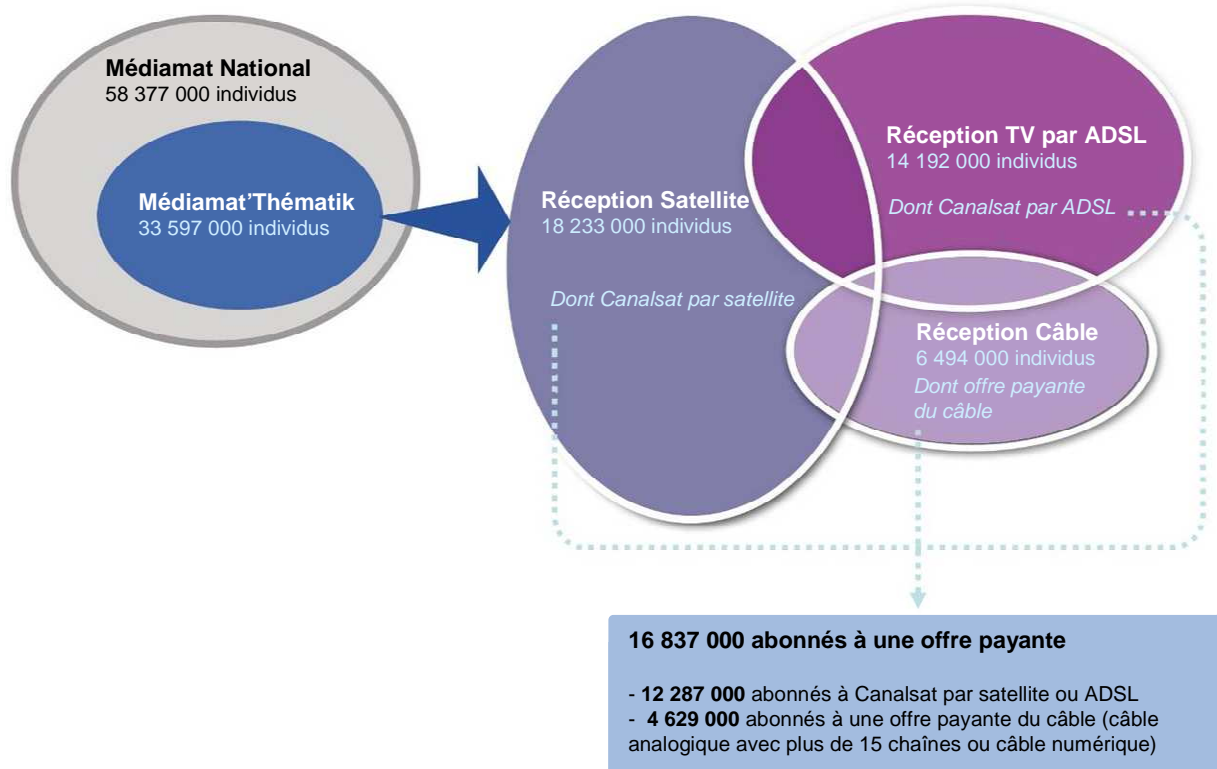 Médiamat National
58 377 000 individus
Médiamat'Thématik
33 597 000 individus
Réception Satellite
18 233 000 individus
Dont Canalsat par satellite
Réception TV par ADSL
14 192 000 individus
Dont Canalsat par ADSL
Réception Câble
6 494 000 individus
Dont offre payante
du câble
16 837 000 abonnés à une offre payante
- 12 287 000 abonnés à Canalsat par satellite ou ADSL
- 4 629 000 abonnés à une offre payante du câble (câble
analogique avec plus de 15 chaînes ou câble numérique)